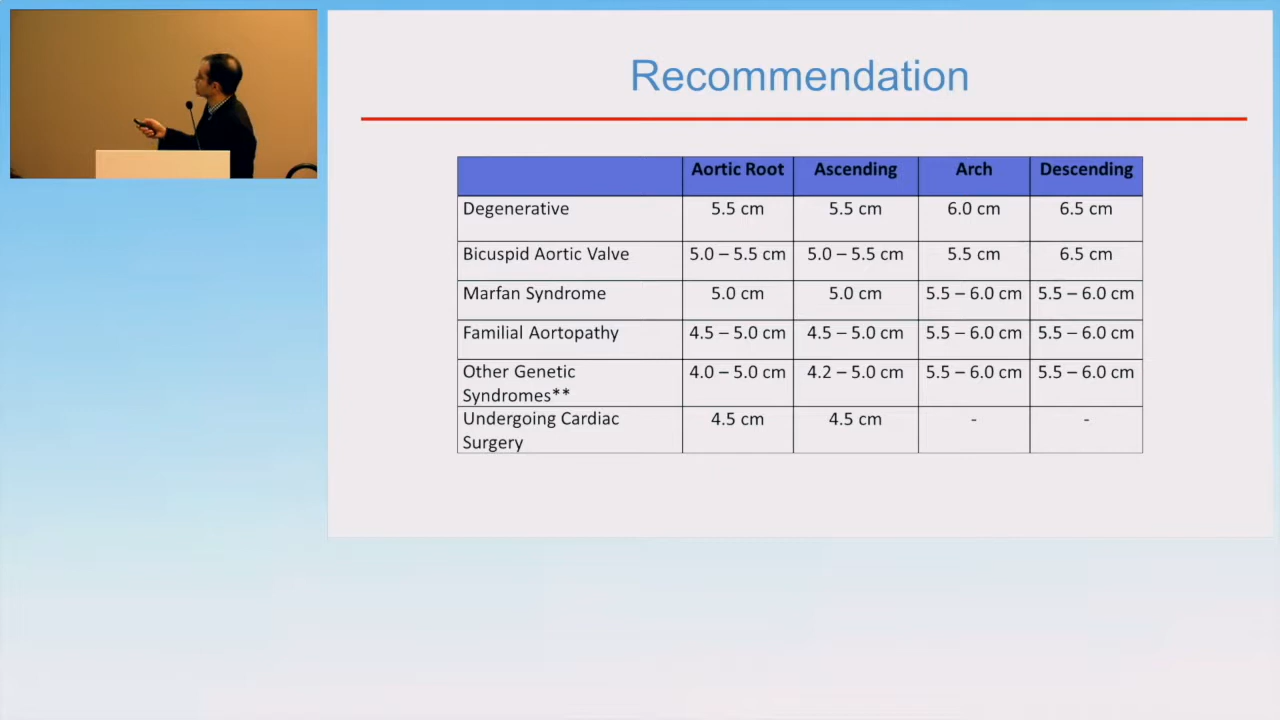 Recommendation
Aortic Root Ascending Arch Descending
Degenerative 5.5 cm 5.5 cm 6.0 cm 6.5 cm
Bicuspid Aortic Valve 5.0 – 5.5 cm 5.0 – 5.5 cm 5.5 cm 6.5 cm
Marfan Syndrome 5.0 cm 5.0 cm 5.5 – 6.0 cm 5.5 – 6.0 cm
Familial Aortopathy 4.5 – 5.0 cm 4.5 – 5.0 cm 5.5 – 6.0 cm 5.5 – 6.0 cm
Other Genetic 4.0 – 5.0 cm 4.2 – 5.0 cm 5.5 – 6.0 cm 5.5 – 6.0 cm
Syndromes**
Undergoing Cardiac 4.5 cm 4.5 cm - -
Surgery